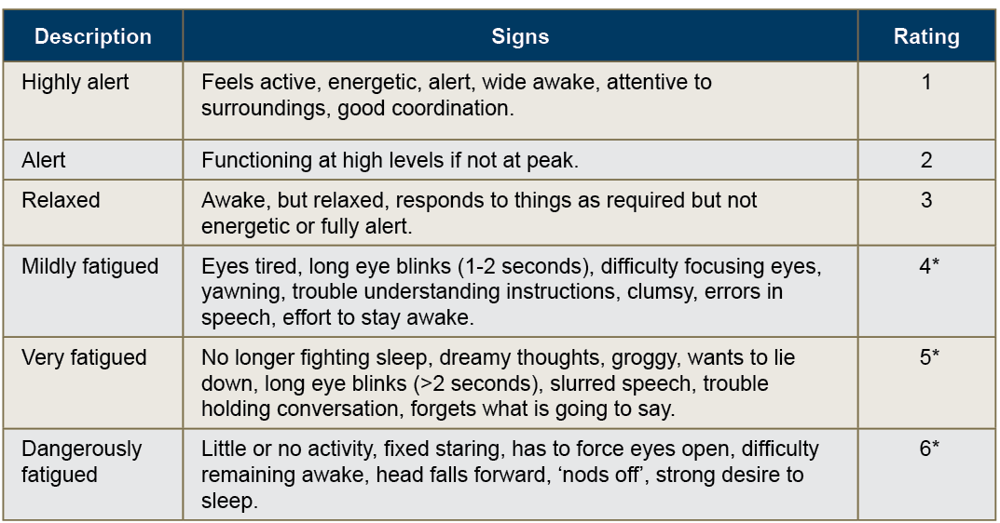 Description Signs Rating
Highly alert Feels active, energetic, alert, wide awake, attentive to 1
surroundings, good coordination.
Alert Functioning at high levels if not at peak. 2
Relaxed Awake, but relaxed, responds to things as required but not 3
energetic or fully alert.
Mildly fatigued Eyes tired, long eye blinks (1-2 seconds), difficulty focusing eyes, 4*
yawning, trouble understanding instructions, clumsy, errors in
speech, effort to stay awake.
Very fatigued No longer fighting sleep, dreamy thoughts, groggy, wants to lie 5*
down, long eye blinks (>2 seconds), slurred speech, trouble
holding conversation, forgets what is going to say.
Dangerously Little or no activity, fixed staring, has to force eyes open, difficulty 6*
fatigued remaining awake, head falls forward, ‘nods off’, strong desire to
sleep.